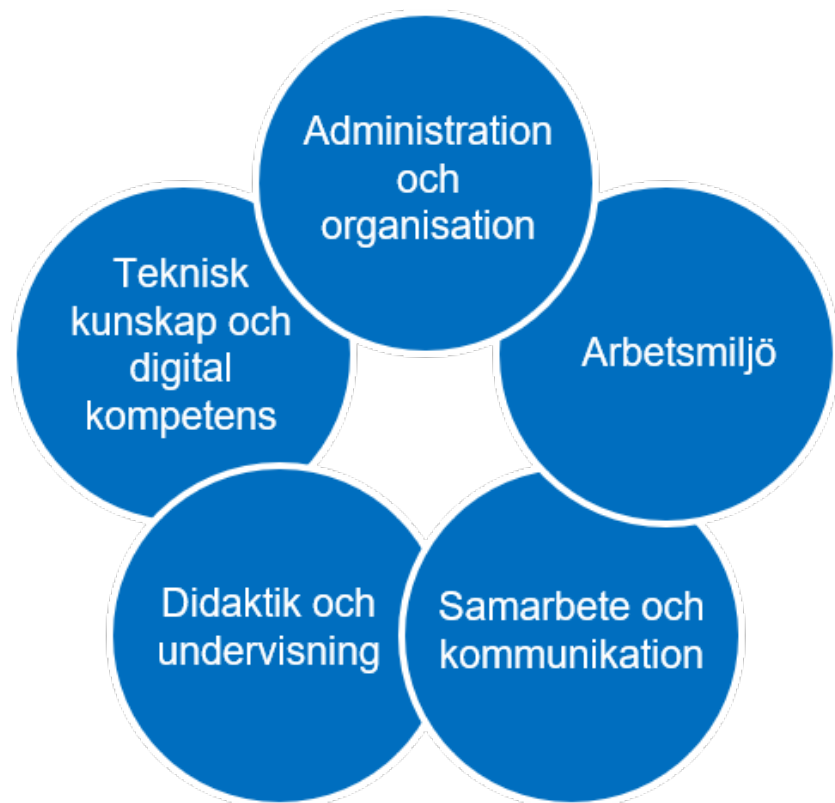 Administration
och
organisation
Teknisk
kunskap och
digital
kompetens
Arbetsmiljö
Didaktik och
undervisning
Samarbete och
kommunikation